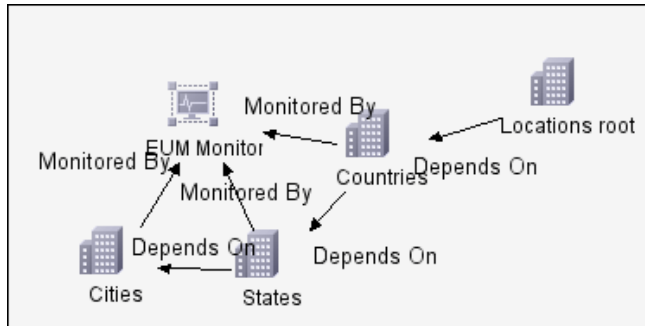 Monitored By
EUM Monitor
Locations root
Monitored By
Countries
Depends On
Monitored By
Depends On
Depends On
Cities
States